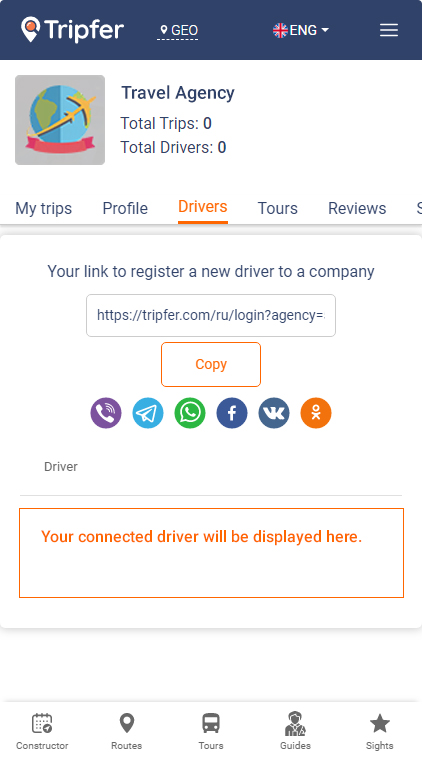 Tripfer
GEO
ENG
Travel Agency
Total Trips: 0
Total Drivers: 0
My trips Profile Drivers Tours Reviews
Your link to register a new driver to a company
https://tripfer.com/ru/login?agency=
Copy
Driver
Your connected driver will be displayed here.
Constructor Routes Tours Guides Sights